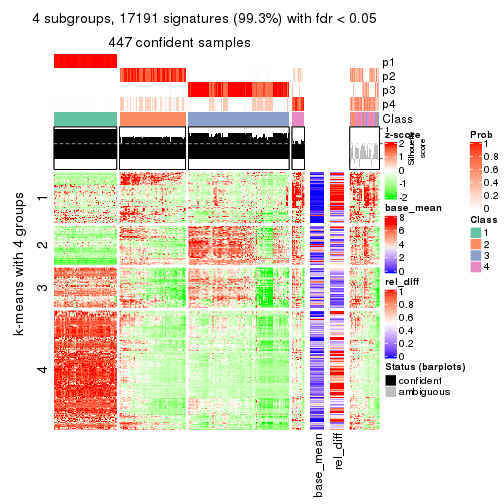 4 subgroups, 17191 signatures (99.3%) with fdr < 0.05
447 confident samples
p1
p2
p3
p4
Class
1
Silhouette
score
k-means with 4 groups
1
2
3
4
base_mean
rel_diff
z-score
2
1
0
-1
-2
base_mean
8
6
4
2
0
rel_diff
1
0.8
0.6
0.4
0.2
0
Status (barplots)
confident
ambiguous
Prob
1
0.8
0.6
0.4
0.2
0
Class
1
2
3
4